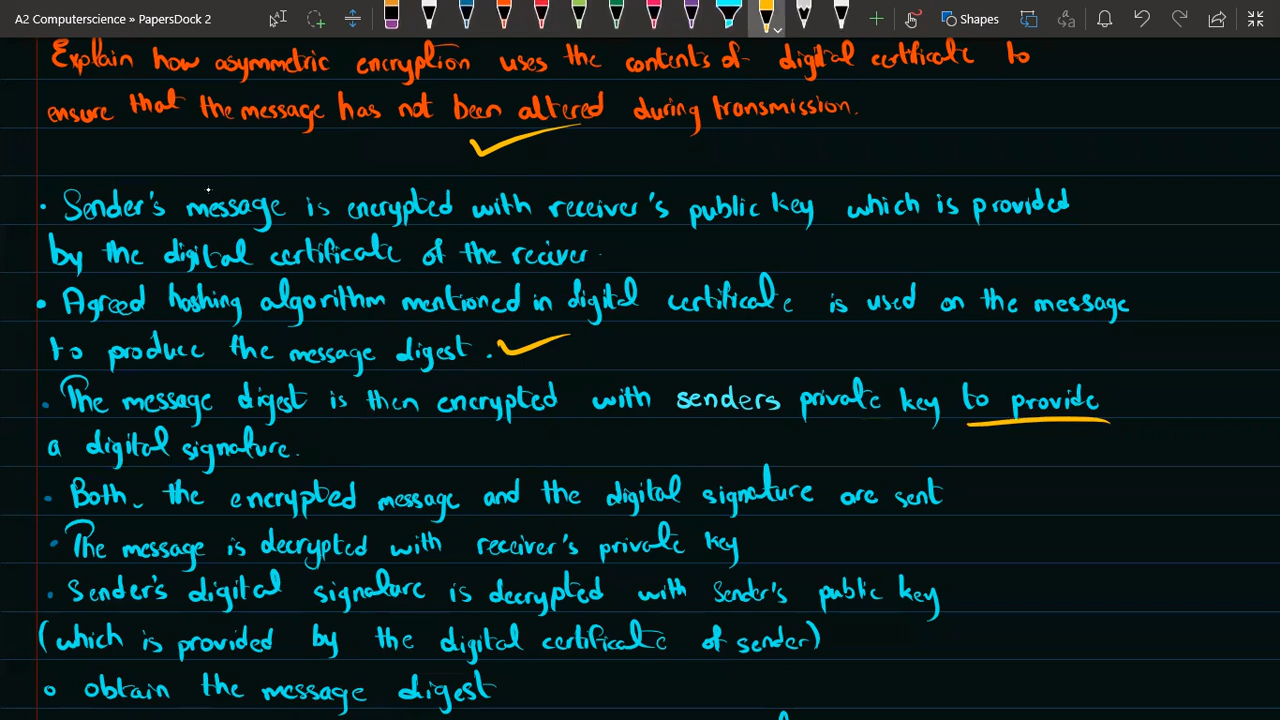 A2 Computerscience » PapersDock 2
Shapes
Explain how asymmetric encryption uses the contents of digital certificate to
ensure that the message has not been altered during transmission.
• Sender's message is encrypted with receiver's public key which is provided
by the digital certificate of the reciver.
• Agreed hashing algorithm mentioned in digital certificate is used on the message
to produce the message digest.
• The message digest is then encrypted with senders private key to provide
a digital signature.
• Both the encrypted message and the digital signature are sent
• The message is decrypted with receiver's private key
• Sender's digital signature is decrypted with Sender's public key
(which is provided by the digital certificate of sender)
• obtain the message digest